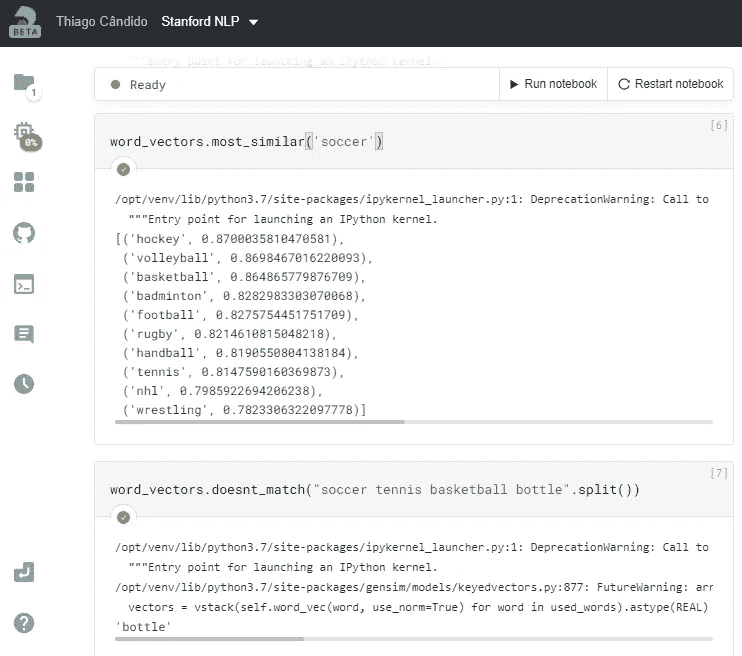 BETA
Thiago Cândido Stanford NLP
"""Entry point for launching an IPython kernel.
1
Ready
Run notebook
Restart notebook
0%
[6]
word_vectors.most_similar('soccer')
/opt/venv/lib/python3.7/site-packages/ipykernel_launcher.py:1: DeprecationWarning: Call to
"""Entry point for launching an IPython kernel.
[('hockey', 0.8700035810470581),
('volleyball', 0.8698467016220093),
('basketball', 0.864865779876709),
('badminton', 0.8282983303070068),
('football', 0.8275754451751709),
('rugby', 0.8214610815048218),
('handball', 0.8190550804138184),
('tennis', 0.8147590160369873),
('nhl', 0.7985922694206238),
('wrestling', 0.7823306322097778)]
[7]
word_vectors.doesnt_match("soccer tennis basketball bottle".split())
/opt/venv/lib/python3.7/site-packages/ipykernel_launcher.py:1: DeprecationWarning: Call to
"""Entry point for launching an IPython kernel.
/opt/venv/lib/python3.7/site-packages/gensim/models/keyedvectors.py:877: FutureWarning: arr
vectors = vstack(self.word_vec(word, use_norm=True) for word in used_words).astype(REAL)
'bottle'